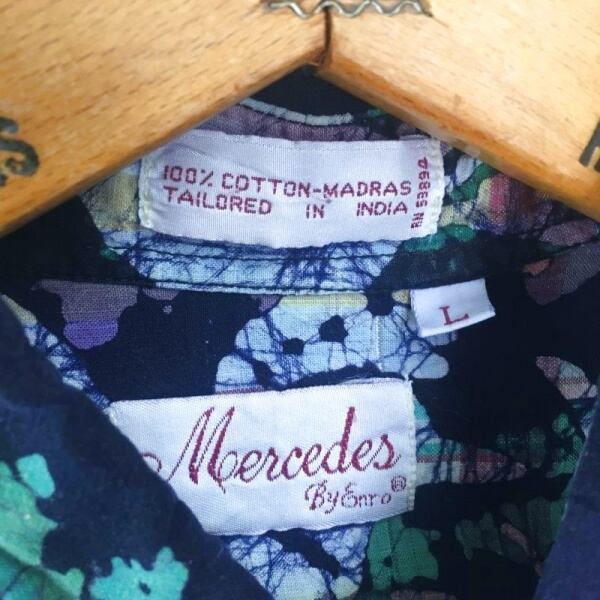 100% COTTON-MADRAS
TAILORED IN INDIA
RN 53894
L
Mercedes
By Enro®